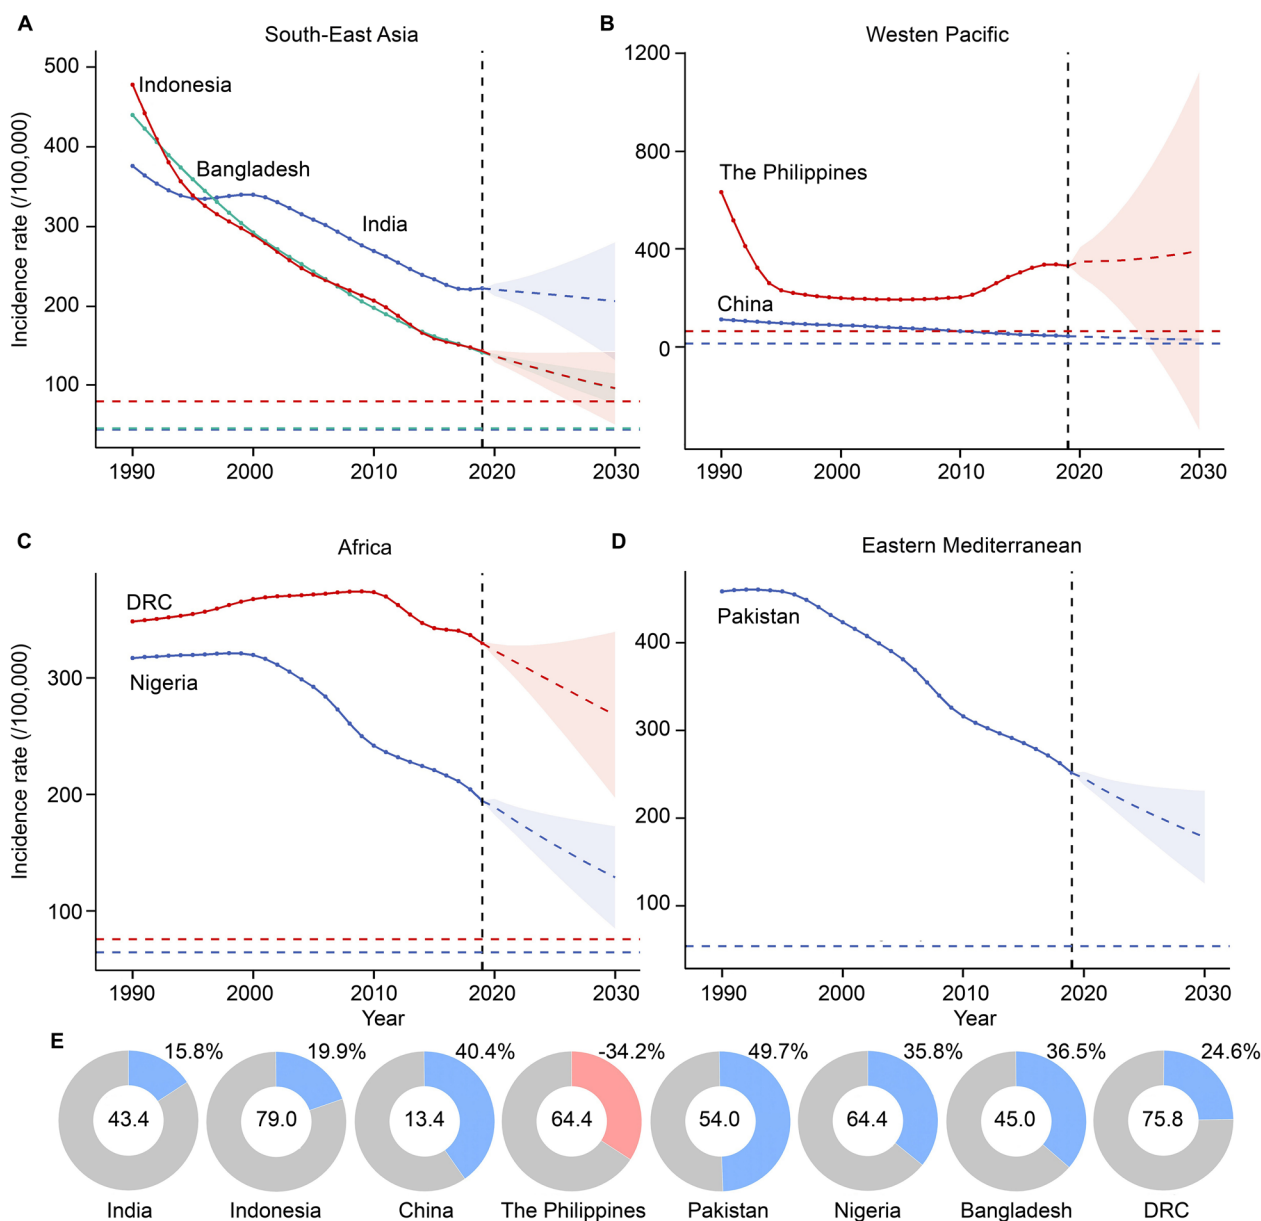 A
South-East Asia
Incidence rate (/100,000)
500
400
300
200
100
Indonesia
Bangladesh
India
1990
2000
2010
2020
2030
B
Westen Pacific
1200
800
400
0
The Philippines
China
1990
2000
2010
2020
2030
C
Africa
Incidence rate (/100,000)
300
200
100
DRC
Nigeria
1990
2000
2010
2020
2030
Year
D
Eastern Mediterranean
400
300
200
100
Pakistan
1990
2000
2010
2020
2030
Year
E
15.8%
19.9%
40.4%
-34.2%
49.7%
35.8%
36.5%
24.6%
43.4
79.0
13.4
64.4
54.0
64.4
45.0
75.8
India
Indonesia
China
The Philippines
Pakistan
Nigeria
Bangladesh
DRC